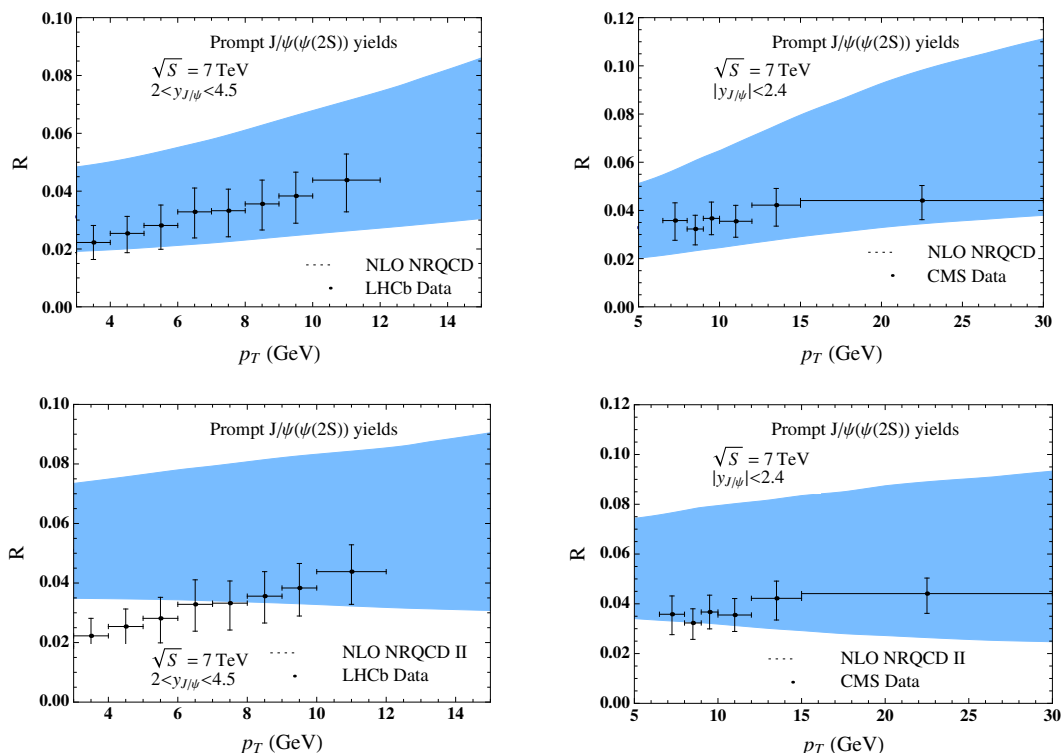 0.10
0.08
0.06
0.04
0.02
0.00
R
Prompt J/ψ(ψ(2S)) yields
√S = 7 TeV
2<y_{J/ψ}<4.5
NLO NRQCD
LHCb Data
4 6 8 10 12 14
p_T (GeV)
0.12
0.10
0.08
0.06
0.04
0.02
0.00
R
Prompt J/ψ(ψ(2S)) yields
√S = 7 TeV
|y_{J/ψ}|<2.4
NLO NRQCD
CMS Data
5 10 15 20 25 30
p_T (GeV)
0.10
0.08
0.06
0.04
0.02
0.00
R
Prompt J/ψ(ψ(2S)) yields
√S = 7 TeV
2<y_{J/ψ}<4.5
NLO NRQCD II
LHCb Data
4 6 8 10 12 14
p_T (GeV)
0.12
0.10
0.08
0.06
0.04
0.02
0.00
R
Prompt J/ψ(ψ(2S)) yields
√S = 7 TeV
|y_{J/ψ}|<2.4
NLO NRQCD II
CMS Data
5 10 15 20 25 30
p_T (GeV)